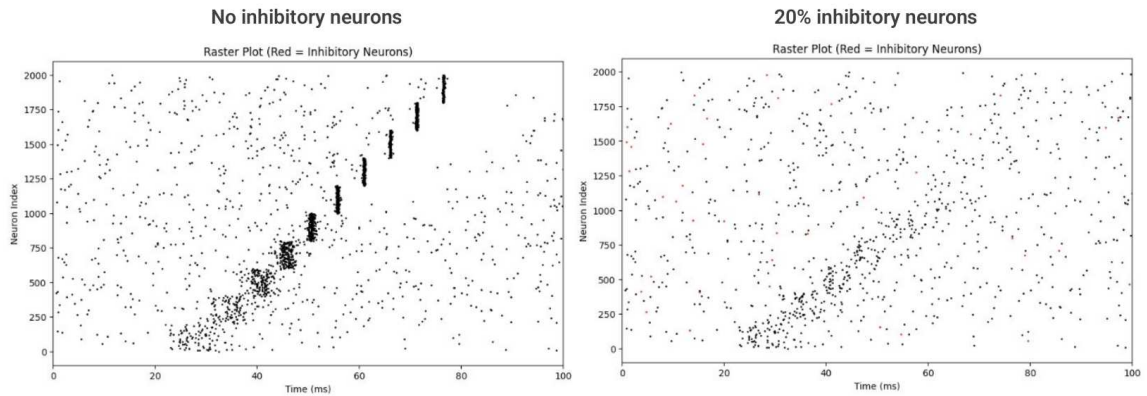 No inhibitory neurons
Raster Plot (Red = Inhibitory Neurons)
Neuron Index
2000
1750
1500
1250
1000
750
500
250
0
0 20 40 60 80 100
Time (ms)
20% inhibitory neurons
Raster Plot (Red = Inhibitory Neurons)
Neuron Index
2000
1750
1500
1250
1000
750
500
250
0
0 20 40 60 80 100
Time (ms)